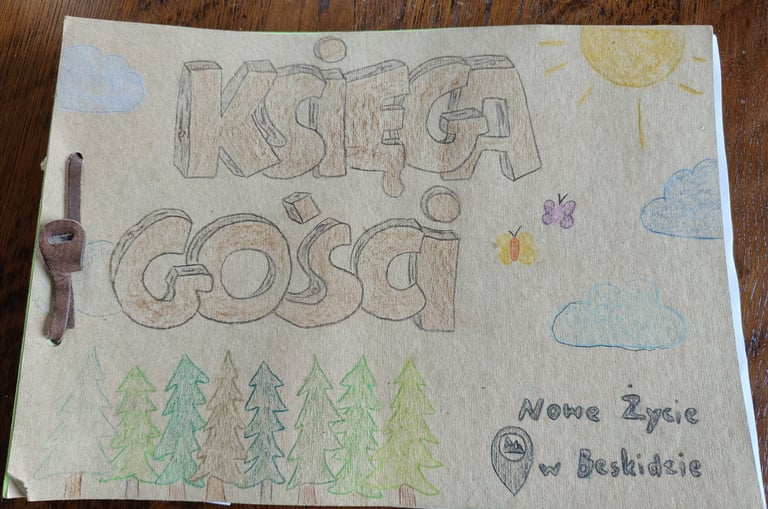 KSIĘGA
GOŚCI
Nowe Życie
w Beskidzie